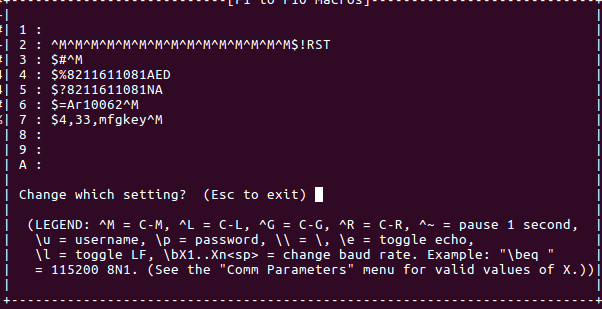 [F1 to F10 Macros]
1 :
2 : ^M^M^M^M^M^M^M^M^M^M^M^M^M^M^M$!RST
3 : $#^M
4 : $%8211611081AED
5 : $?8211611081NA
6 : $=Ar10062^M
7 : $4,33,mfgkey^M
8 :
9 :
A :
Change which setting?  (Esc to exit)
(LEGEND: ^M = C-M, ^L = C-L, ^G = C-G, ^R = C-R, ^~ = pause 1 second,
\u = username, \p = password, \\ = \, \e = toggle echo,
\l = toggle LF, \bX1..Xn<sp> = change baud rate. Example: "\beq "
= 115200 8N1. (See the "Comm Parameters" menu for valid values of X.))